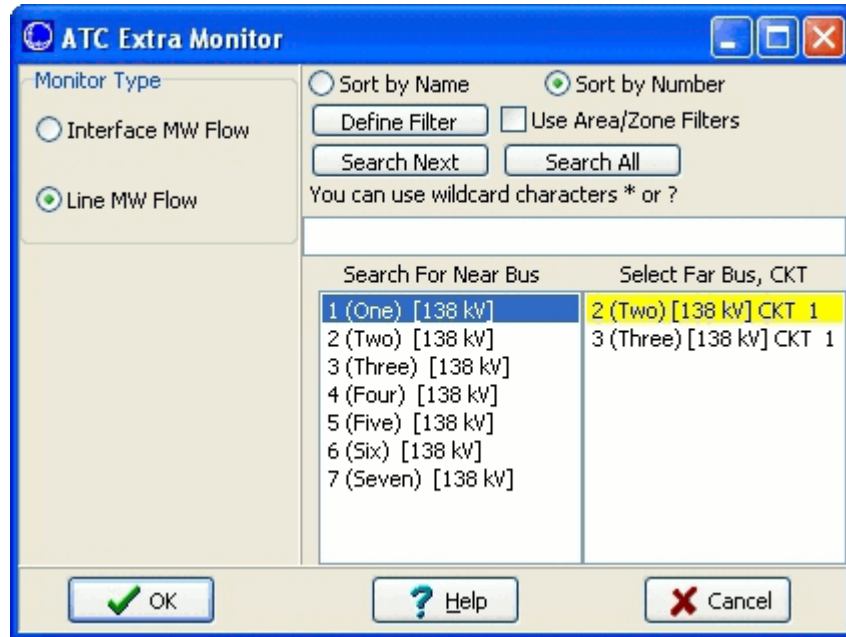 ATC Extra Monitor
Monitor Type
Interface MW Flow
Line MW Flow
Sort by Name Sort by Number
Define Filter Use Area/Zone Filters
Search Next Search All
You can use wildcard characters * or ?
Search For Near Bus Select Far Bus, CKT
1 (One) [138 kV]
2 (Two) [138 kV]
3 (Three) [138 kV]
4 (Four) [138 kV]
5 (Five) [138 kV]
6 (Six) [138 kV]
7 (Seven) [138 kV]
2 (Two) [138 kV] CKT 1
3 (Three) [138 kV] CKT 1
OK Help Cancel